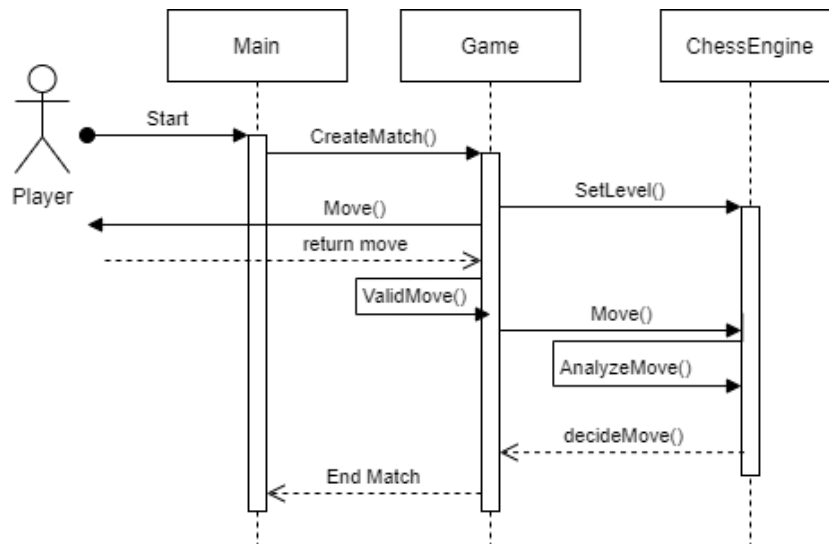 Main
Game
ChessEngine
Start
CreateMatch()
Player
SetLevel()
Move()
return move
ValidMove()
Move()
AnalyzeMove()
decideMove()
End Match